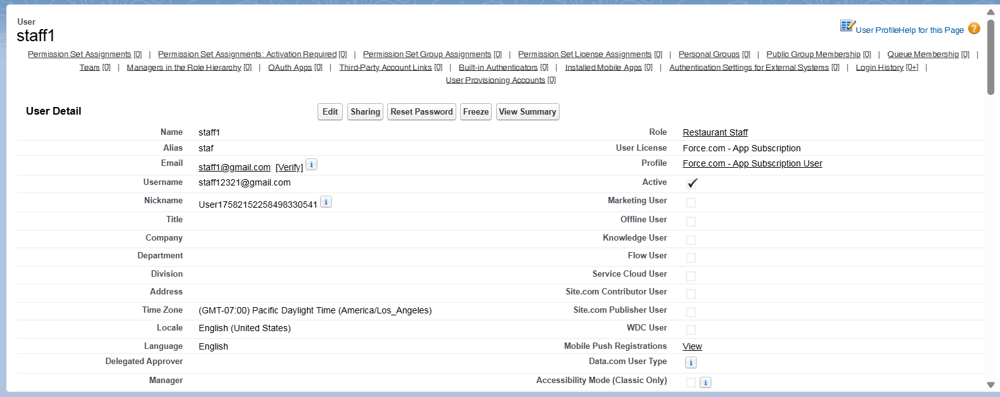 User
staff1
User Profile Help for this Page ?
Permission Set Assignments [0] | Permission Set Assignments: Activation Required [0] | Permission Set Group Assignments [0] | Permission Set License Assignments [0] | Personal Groups [0] | Public Group Membership [0] | Queue Membership [0] |
Team [0] | Managers in the Role Hierarchy [0] | OAuth Apps [0] | Third-Party Account Links [0] | Built-in Authenticators [0] | Installed Mobile Apps [0] | Authentication Settings for External Systems [0] | Login History [0+] |
User Provisioning Accounts [0]
User Detail Edit Sharing Reset Password Freeze View Summary
Name staff1 Role Restaurant Staff
Alias staf User License Force.com - App Subscription
Email staff1@gmail.com [Verify] i Profile Force.com - App Subscription User
Username staff12321@gmail.com Active
Nickname User17582152258498330541 i Marketing User
Title Offline User
Company Knowledge User
Department Flow User
Division Service Cloud User
Address Site.com Contributor User
Time Zone (GMT-07:00) Pacific Daylight Time (America/Los_Angeles) Site.com Publisher User
Locale English (United States) WDC User
Language English Mobile Push Registrations View
Delegated Approver Data.com User Type i
Manager Accessibility Mode (Classic Only) i